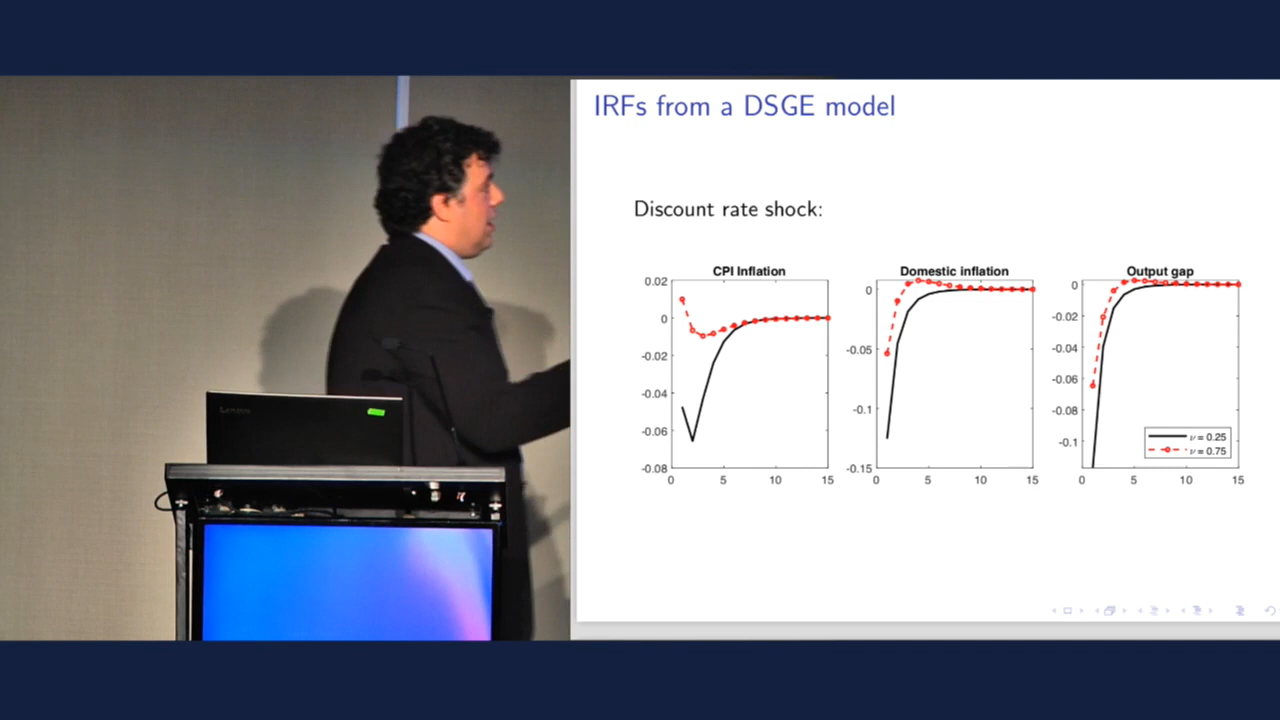 IRFs from a DSGE model
Discount rate shock:
CPI Inflation
0.02
0
-0.02
-0.04
-0.06
-0.08
0 5 10 15
Domestic inflation
0
-0.05
-0.1
-0.15
0 5 10 15
Output gap
0
-0.02
-0.04
-0.06
-0.08
-0.1
0 5 10 15
ν = 0.25
ν = 0.75
Lenovo